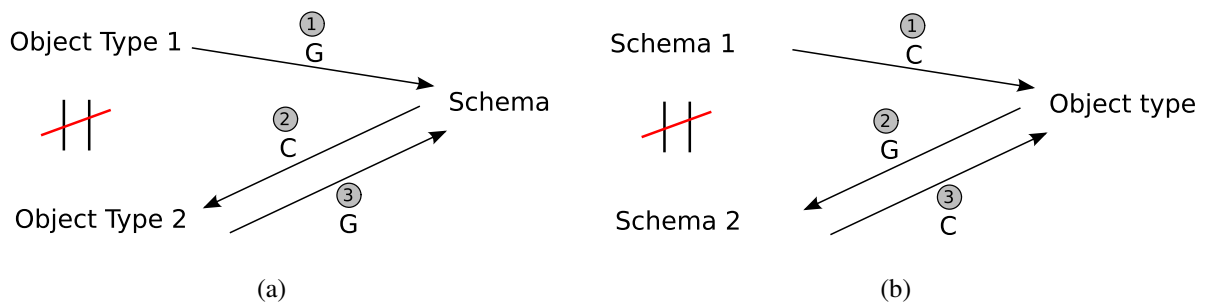 1
G
Object Type 1
Schema
2
C
3
G
Object Type 2
(a)
1
C
Schema 1
Object type
2
G
3
C
Schema 2
(b)